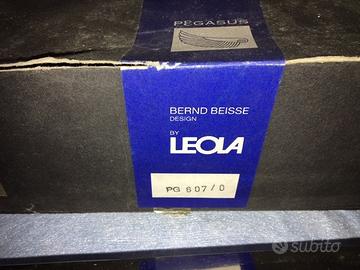 PEGASUS
BERND BEISSE
DESIGN
BY
LEOLA
PG 607/0
subito